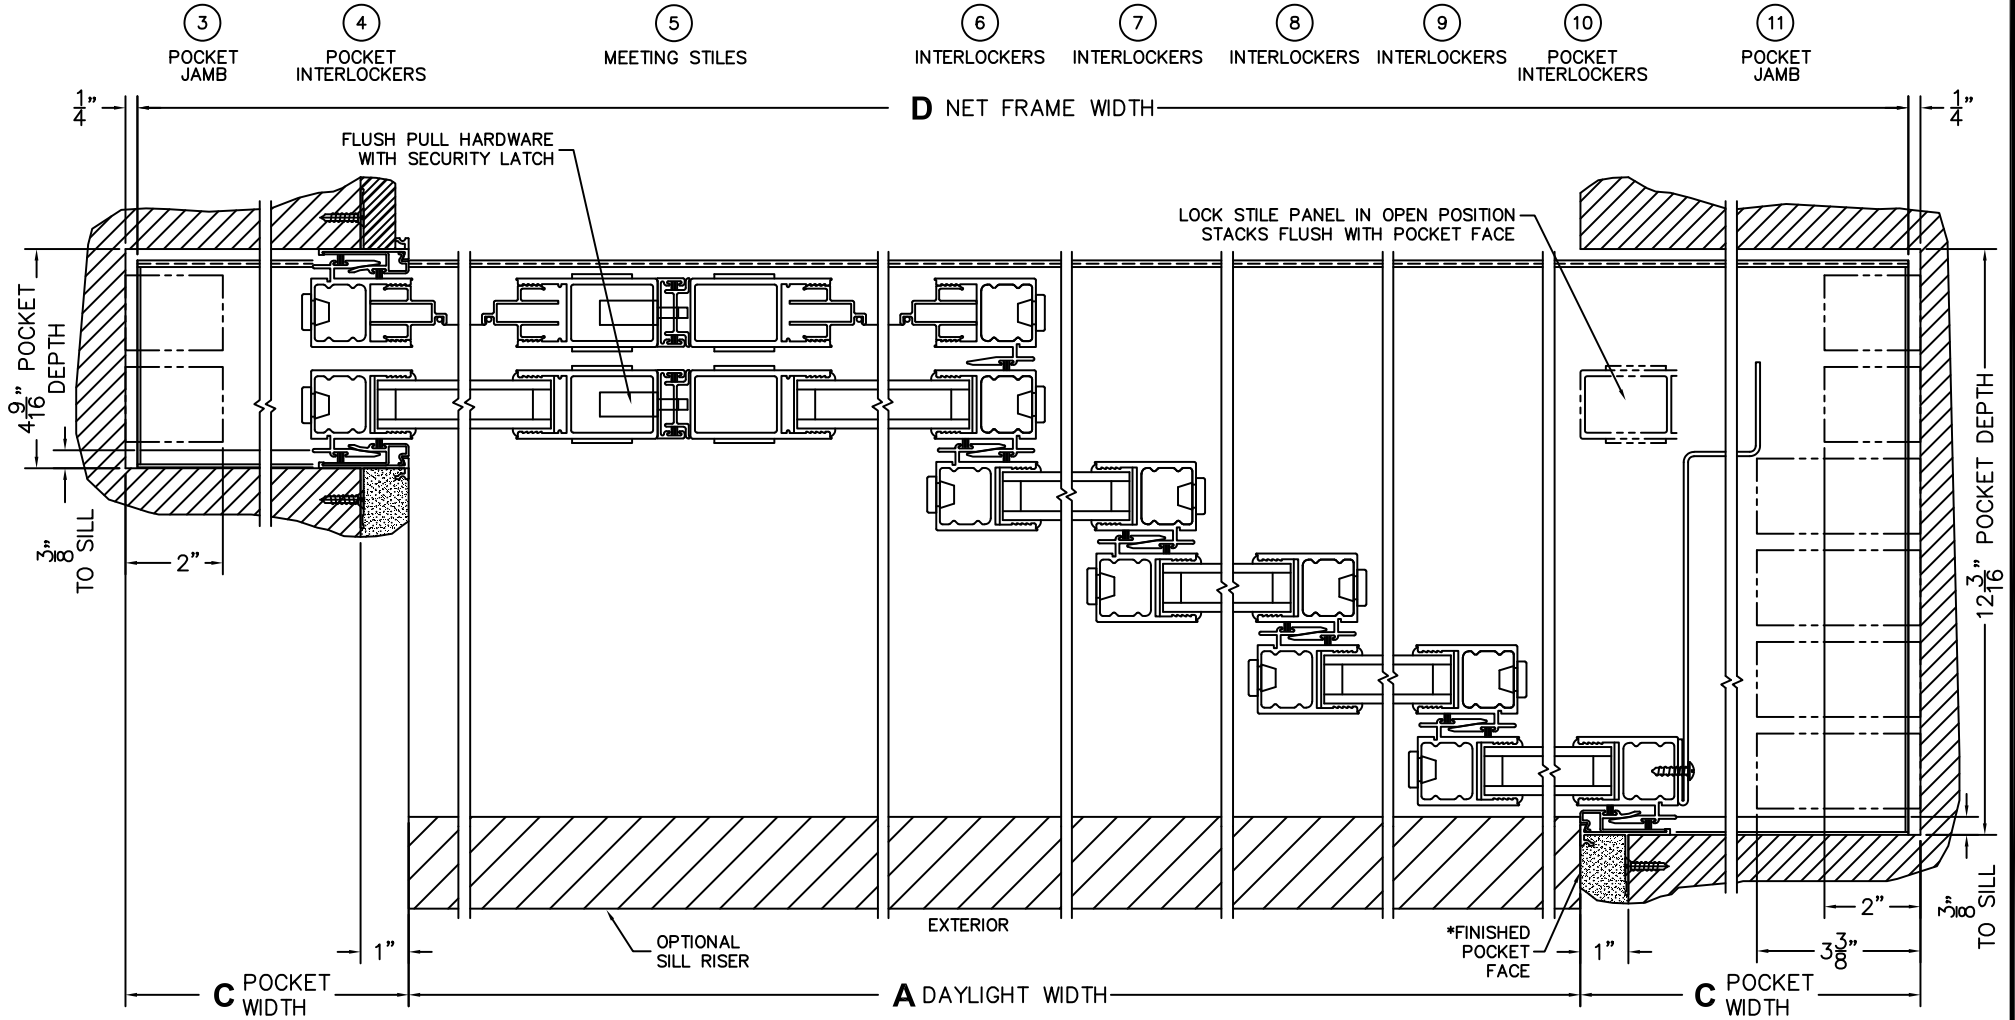 3
POCKET
JAMB
4
POCKET
INTERLOCKERS
5
MEETING STILES
6
INTERLOCKERS
7
INTERLOCKERS
8
INTERLOCKERS
9
INTERLOCKERS
10
POCKET
INTERLOCKERS
11
POCKET
JAMB
1/4"
D NET FRAME WIDTH
1/4"
FLUSH PULL HARDWARE
WITH SECURITY LATCH
LOCK STILE PANEL IN OPEN POSITION
STACKS FLUSH WITH POCKET FACE
4 9/16" POCKET
DEPTH
3/8"
TO SILL
2"
12 3/16" POCKET DEPTH
2"
3/8"
TO SILL
3 3/8"
EXTERIOR
OPTIONAL
SILL RISER
*FINISHED
POCKET
FACE
1"
1"
C POCKET
WIDTH
A DAYLIGHT WIDTH
C POCKET
WIDTH